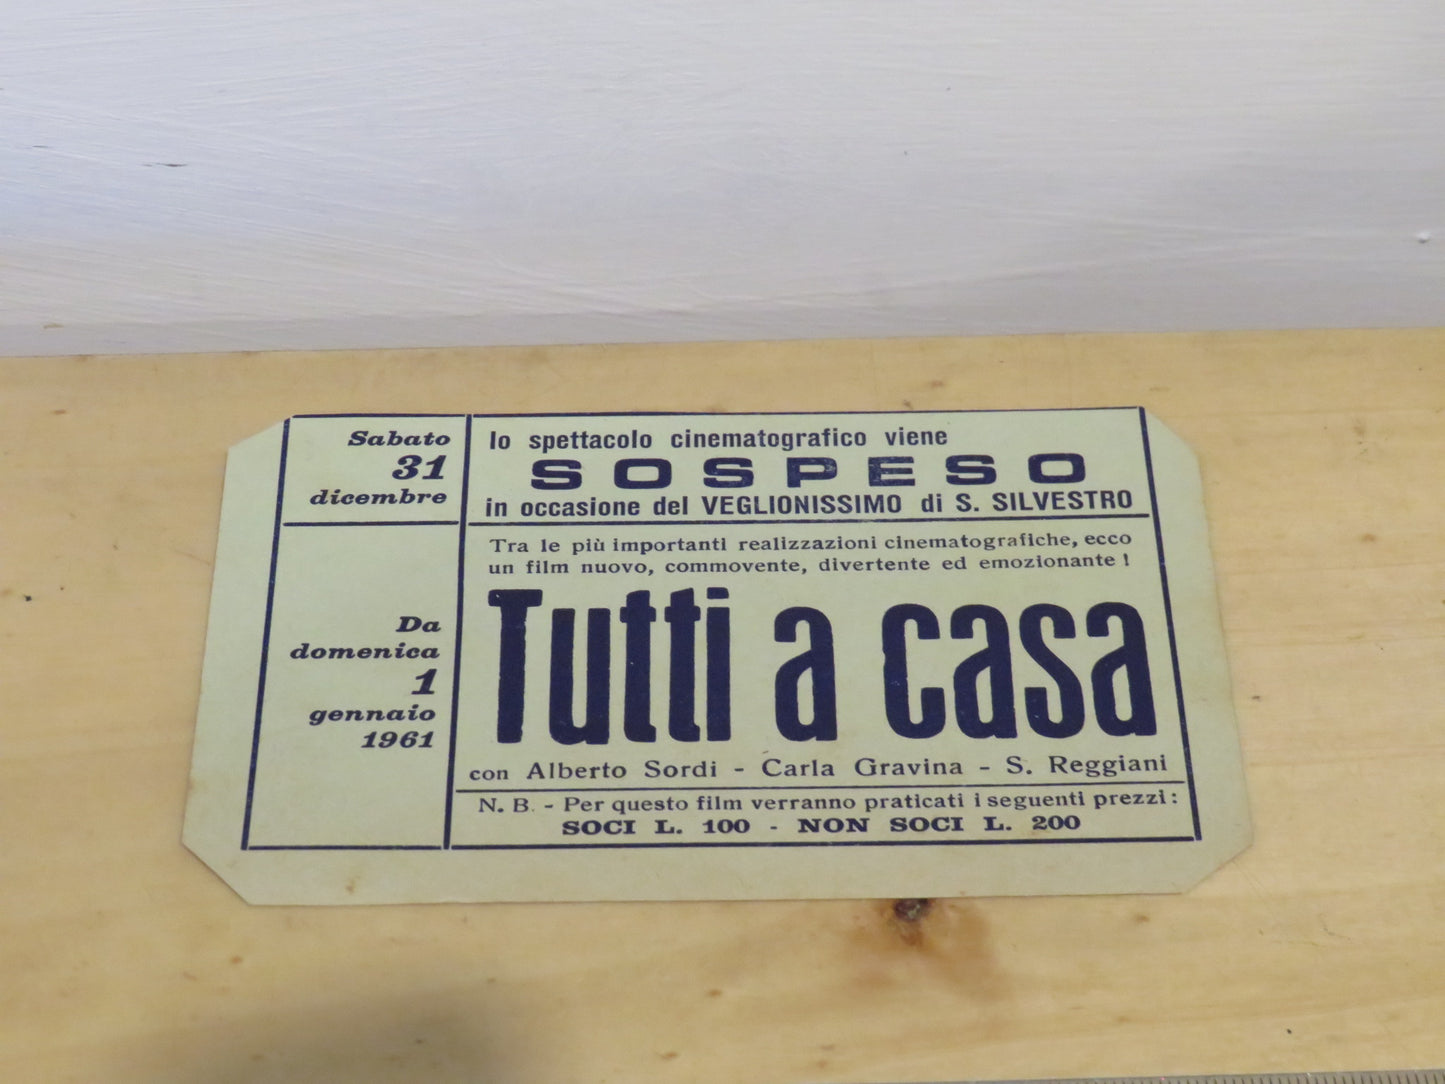 Sabato
31
dicembre
lo spettacolo cinematografico viene
SOSPESO
in occasione del VEGLIONISSIMO di S. SILVESTRO
Da
domenica
1
gennaio
1961
Tra le più importanti realizzazioni cinematografiche, ecco
un film nuovo, commovente, divertente ed emozionante !
Tutti a casa
con Alberto Sordi - Carla Gravina - S. Reggiani
N. B. - Per questo film verranno praticati i seguenti prezzi :
SOCI L. 100 - NON SOCI L. 200